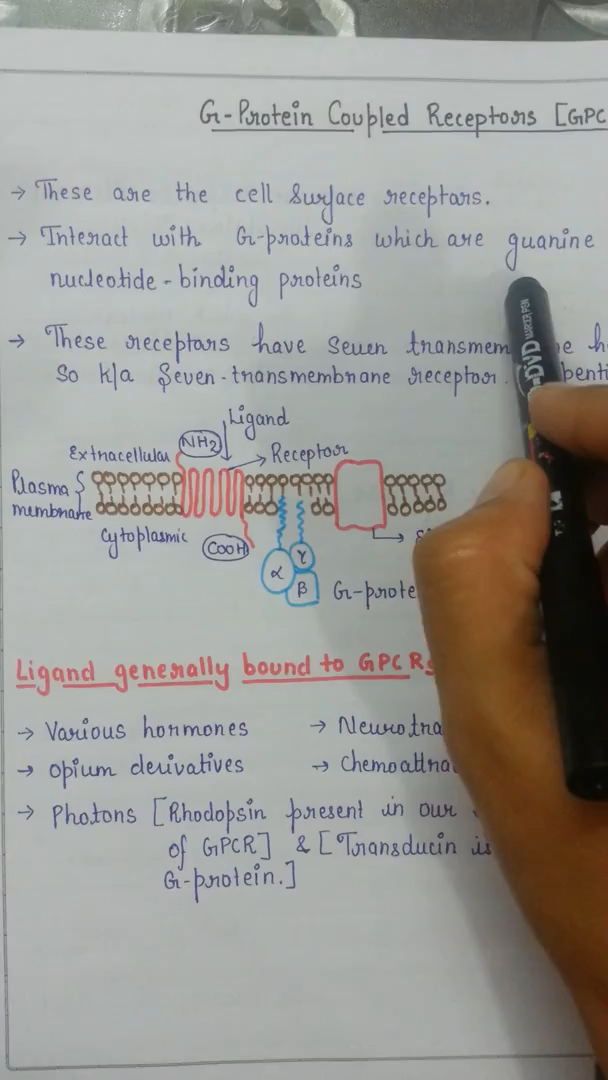 G-Protein Coupled Receptors [GPC
→ These are the cell surface receptors.
→ Interact with G-proteins which are guanine
nucleotide-binding proteins
→ These receptors have seven transmem
So k/a Seven-transmembrane receptor.
Ligand
NH2
Extracellular
Receptor
Plasma
membrane
Cytoplasmic
COOH
α
γ
β
G-prote
Ligand generally bound to GPCRs
→ Various hormones → Neurotra
→ Opium derivatives → Chemoattra
→ Photons [Rhodopsin present in our
of GPCR] & [Transducin is
G-protein.]
DVD MARKER PEN